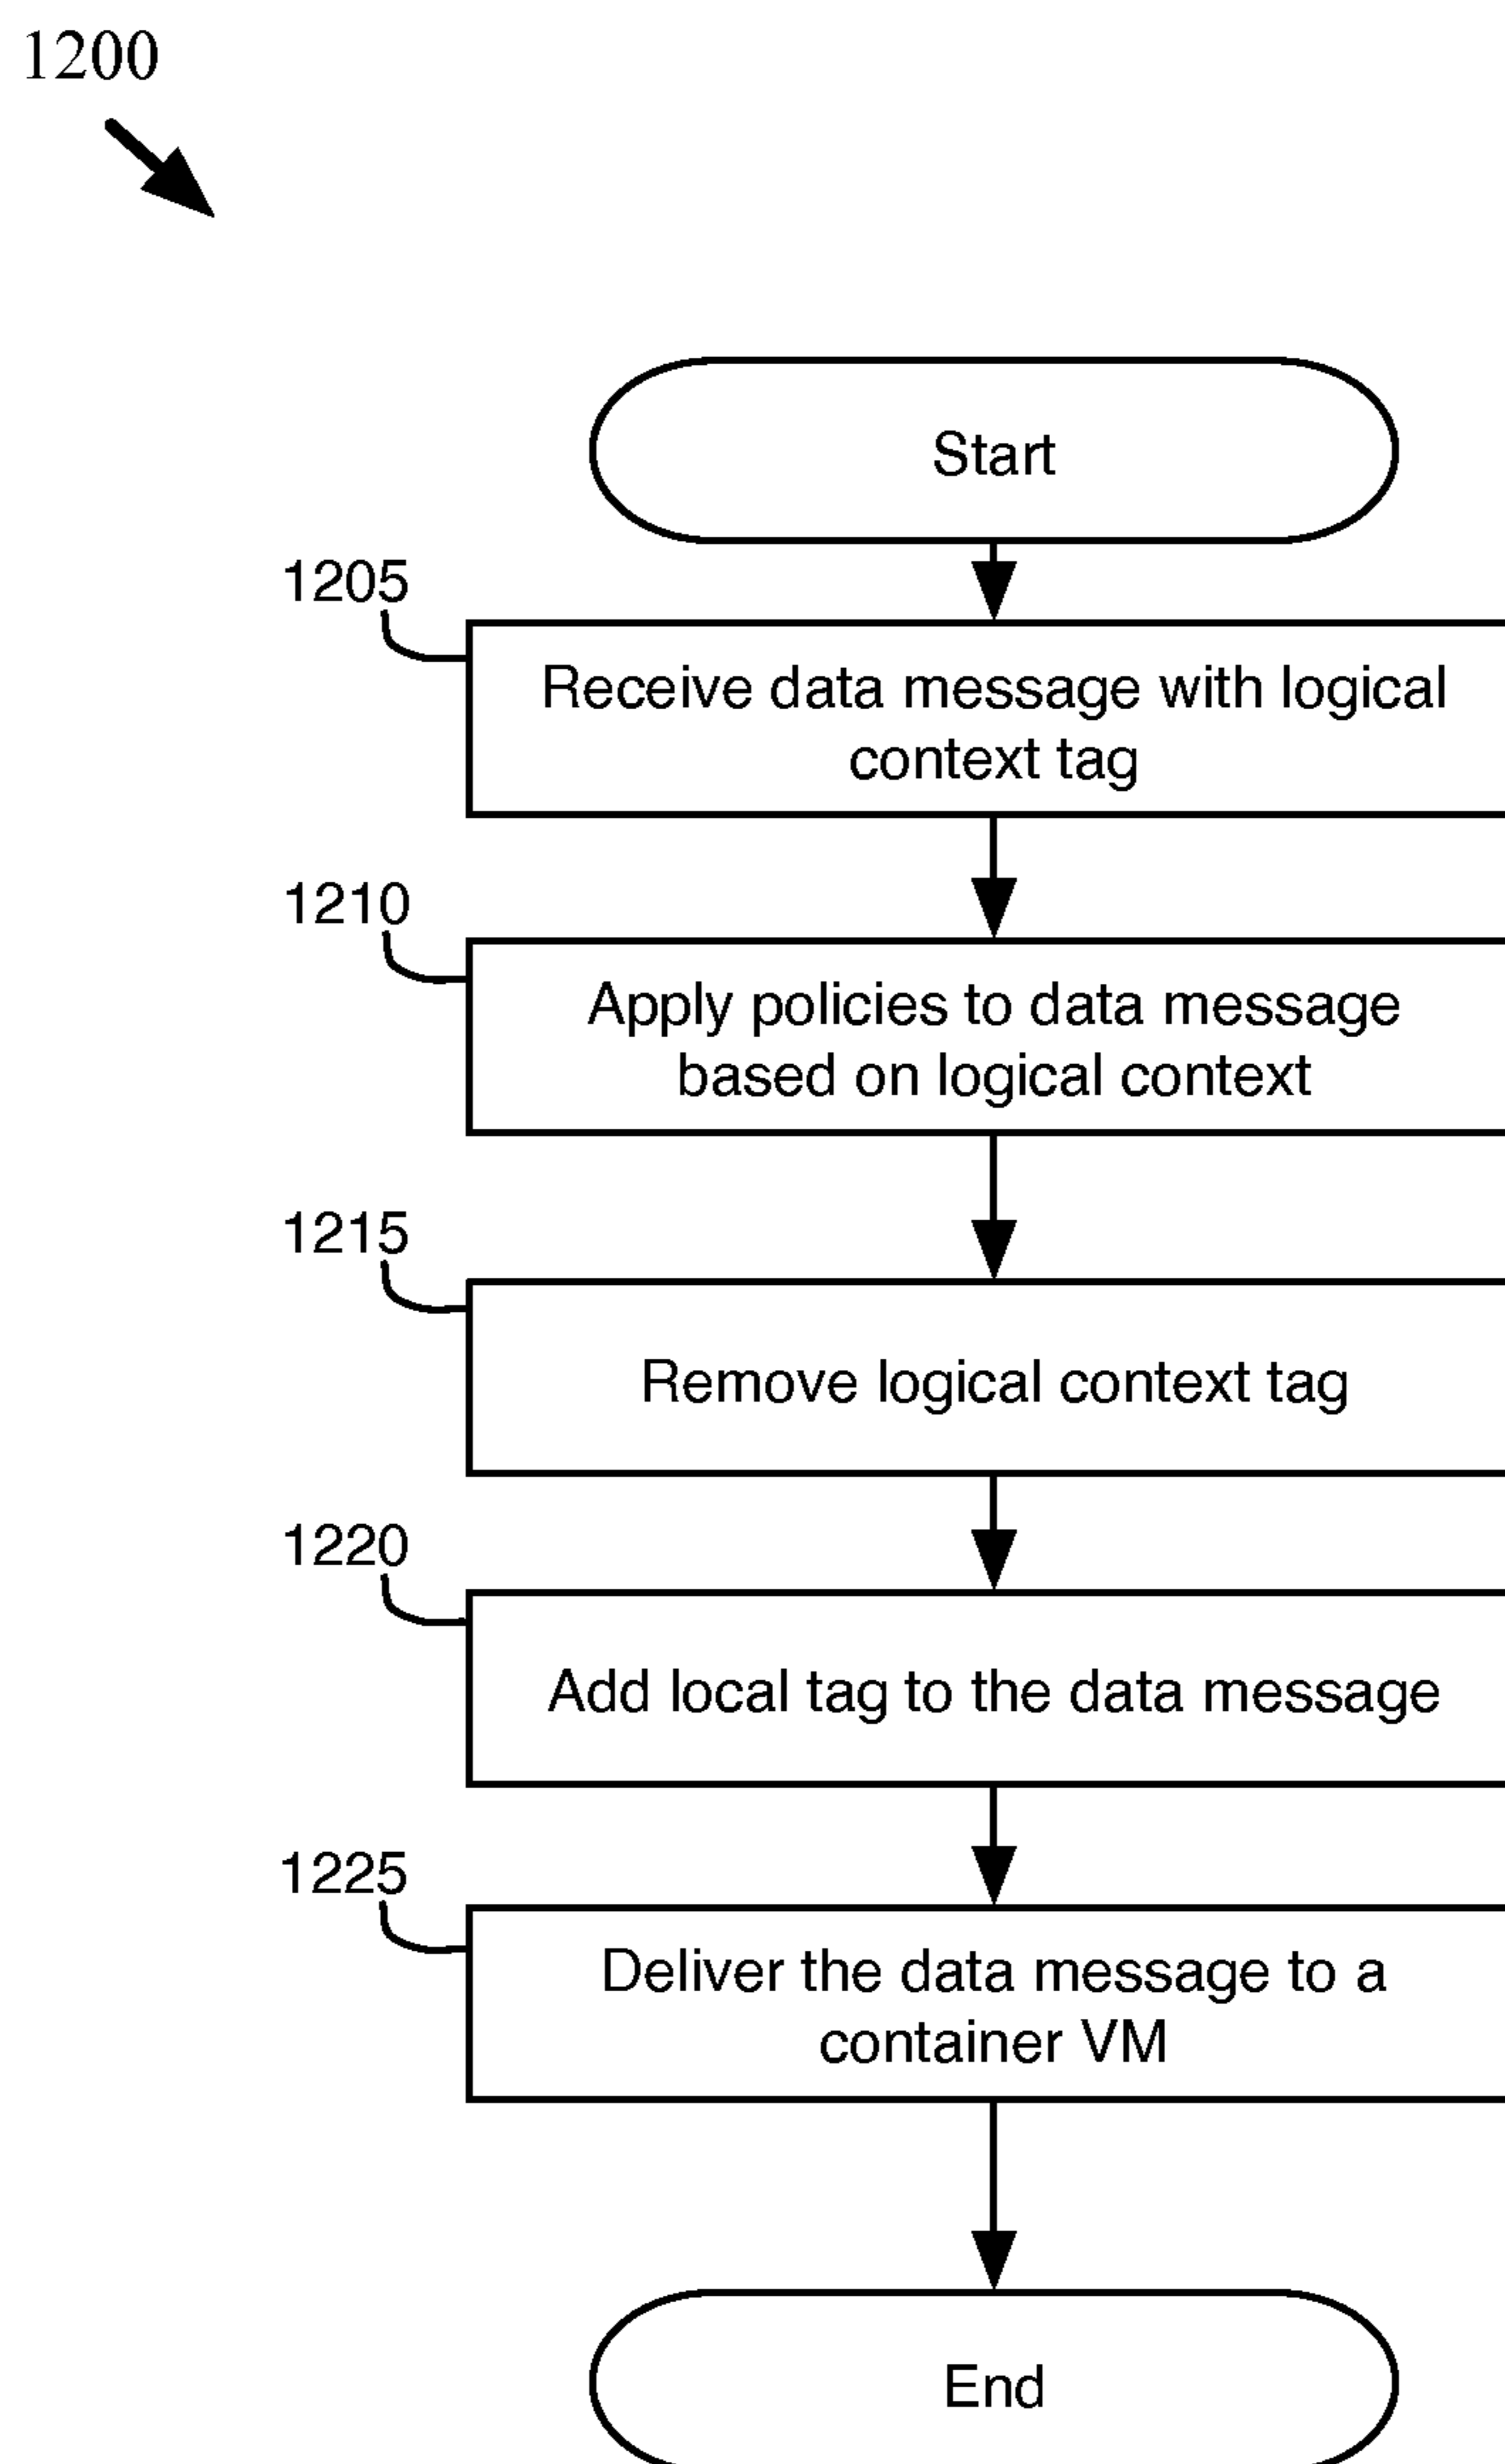 1200
Start
1205
Receive data message with logical
context tag
1210
Apply policies to data message
based on logical context
1215
Remove logical context tag
1220
Add local tag to the data message
1225
Deliver the data message to a
container VM
End